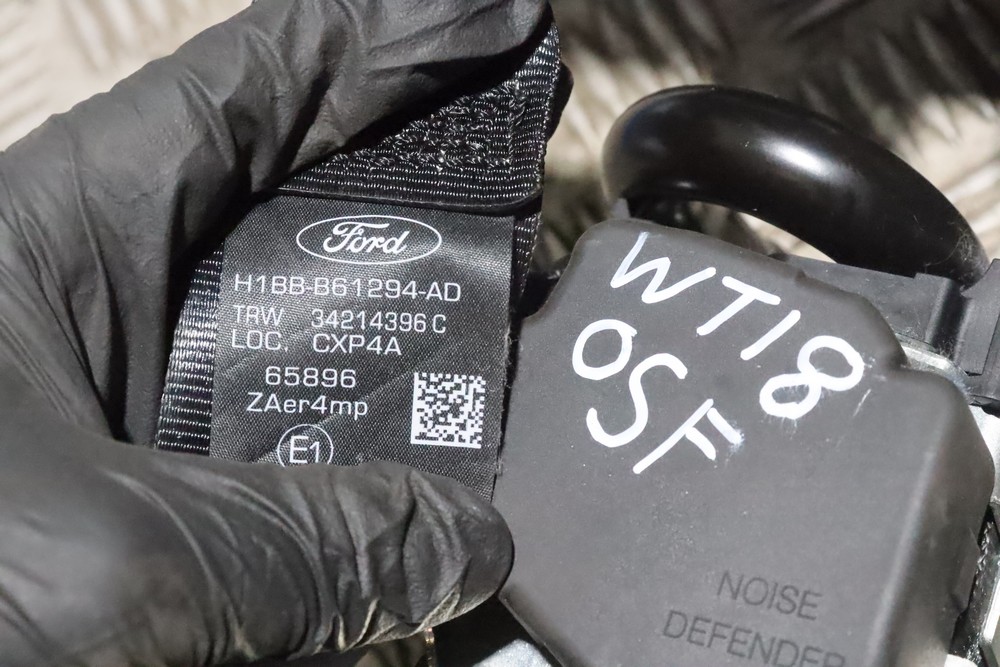 Ford
H1BB-B61294-AD
TRW 34214396 C
LOC. CXP4A
65896
ZAer4mp
E1
WT18
OSF
NOISE
DEFENDER